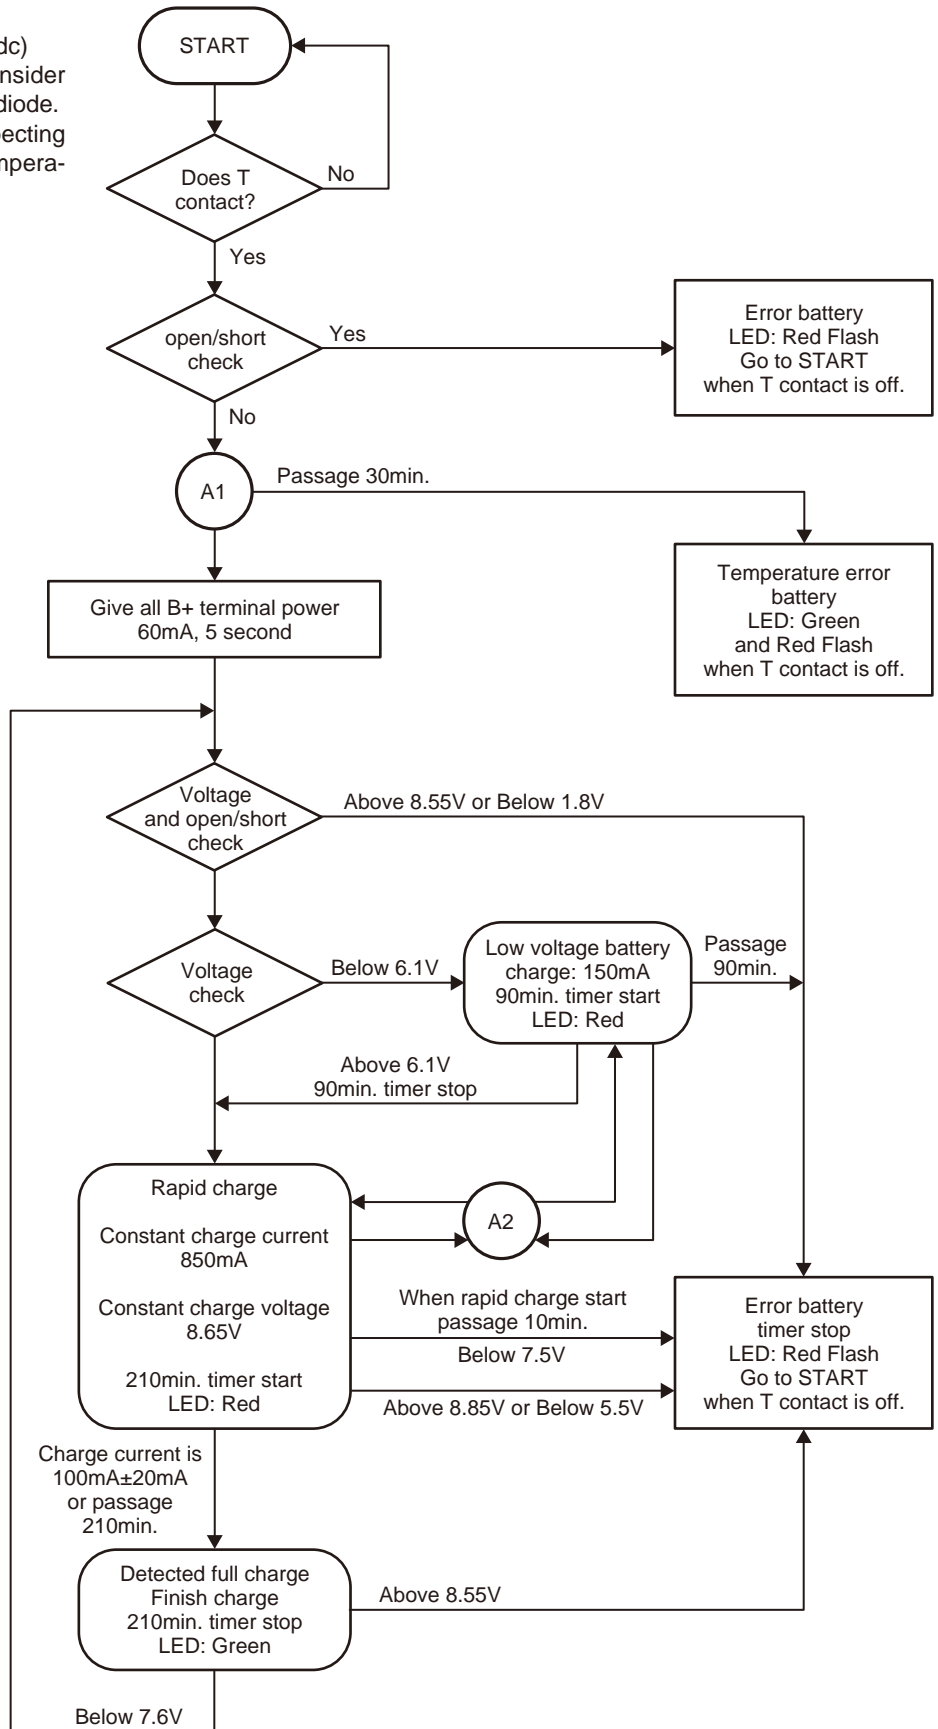 dc)
nsider
diode.
ecting
mpera-
START
Does T
contact?
No
Yes
open/short
check
Yes
No
Error battery
LED: Red Flash
Go to START
when T contact is off.
A1
Passage 30min.
Temperature error
battery
LED: Green
and Red Flash
when T contact is off.
Give all B+ terminal power
60mA, 5 second
Voltage
and open/short
check
Above 8.55V or Below 1.8V
Voltage
check
Below 6.1V
Low voltage battery
charge: 150mA
90min. timer start
LED: Red
Passage
90min.
Above 6.1V
90min. timer stop
Rapid charge
Constant charge current
850mA
Constant charge voltage
8.65V
210min. timer start
LED: Red
A2
When rapid charge start
passage 10min.
Below 7.5V
Above 8.85V or Below 5.5V
Error battery
timer stop
LED: Red Flash
Go to START
when T contact is off.
Charge current is
100mA±20mA
or passage
210min.
Detected full charge
Finish charge
210min. timer stop
LED: Green
Above 8.55V
Below 7.6V